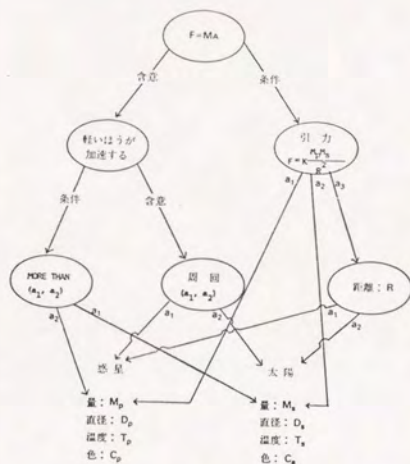 F=MA
含意
条件
軽いほうが
加速する
引力
F=K MpMs
R²
a₁ a₂ a₃
条件
含意
MORE THAN
(a₁, a₂)
周回
(a₁, a₂)
距離：R
a₂ a₁ a₁ a₂ a₁ a₂
惑星
太陽
量：Mp
直径：Dp
温度：Tp
色：Cp
量：Ms
直径：Ds
温度：Ts
色：Cs